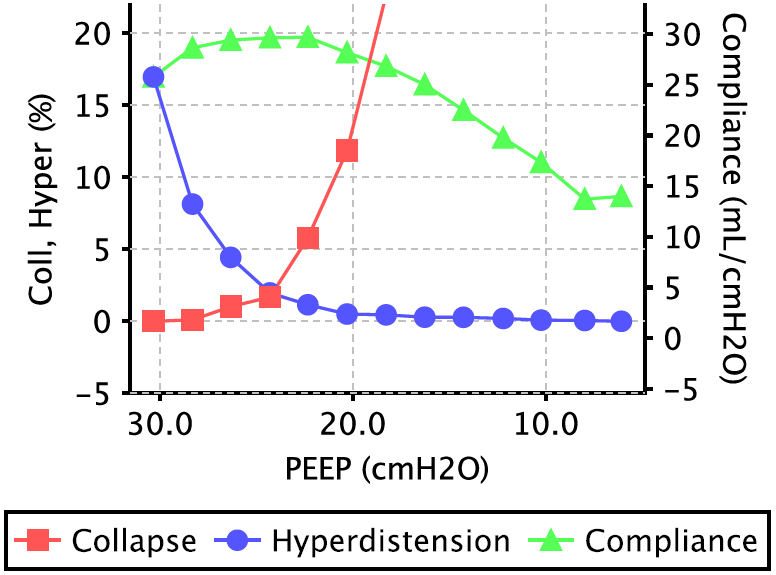 20
15
10
5
0
−5
Coll, Hyper (%)
30
25
20
15
10
5
0
−5
Compliance (mL/cmH2O)
30.0 20.0 10.0
PEEP (cmH2O)
Collapse Hyperdistension Compliance